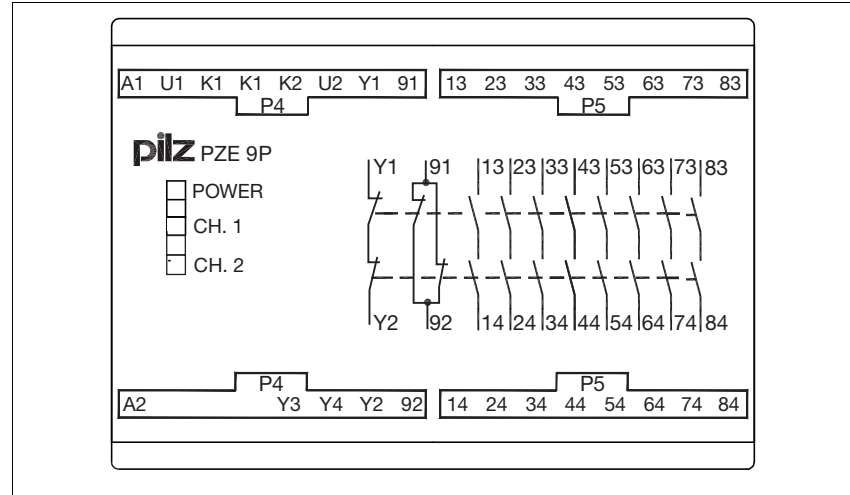 A1 U1 K1 K1 K2 U2 Y1 91 13 23 33 43 53 63 73 83
P4 P5
pilz PZE 9P
POWER
CH. 1
CH. 2
Y1 91 13 23 33 43 53 63 73 83
Y2 92 14 24 34 44 54 64 74 84
P4 P5
A2 Y3 Y4 Y2 92 14 24 34 44 54 64 74 84